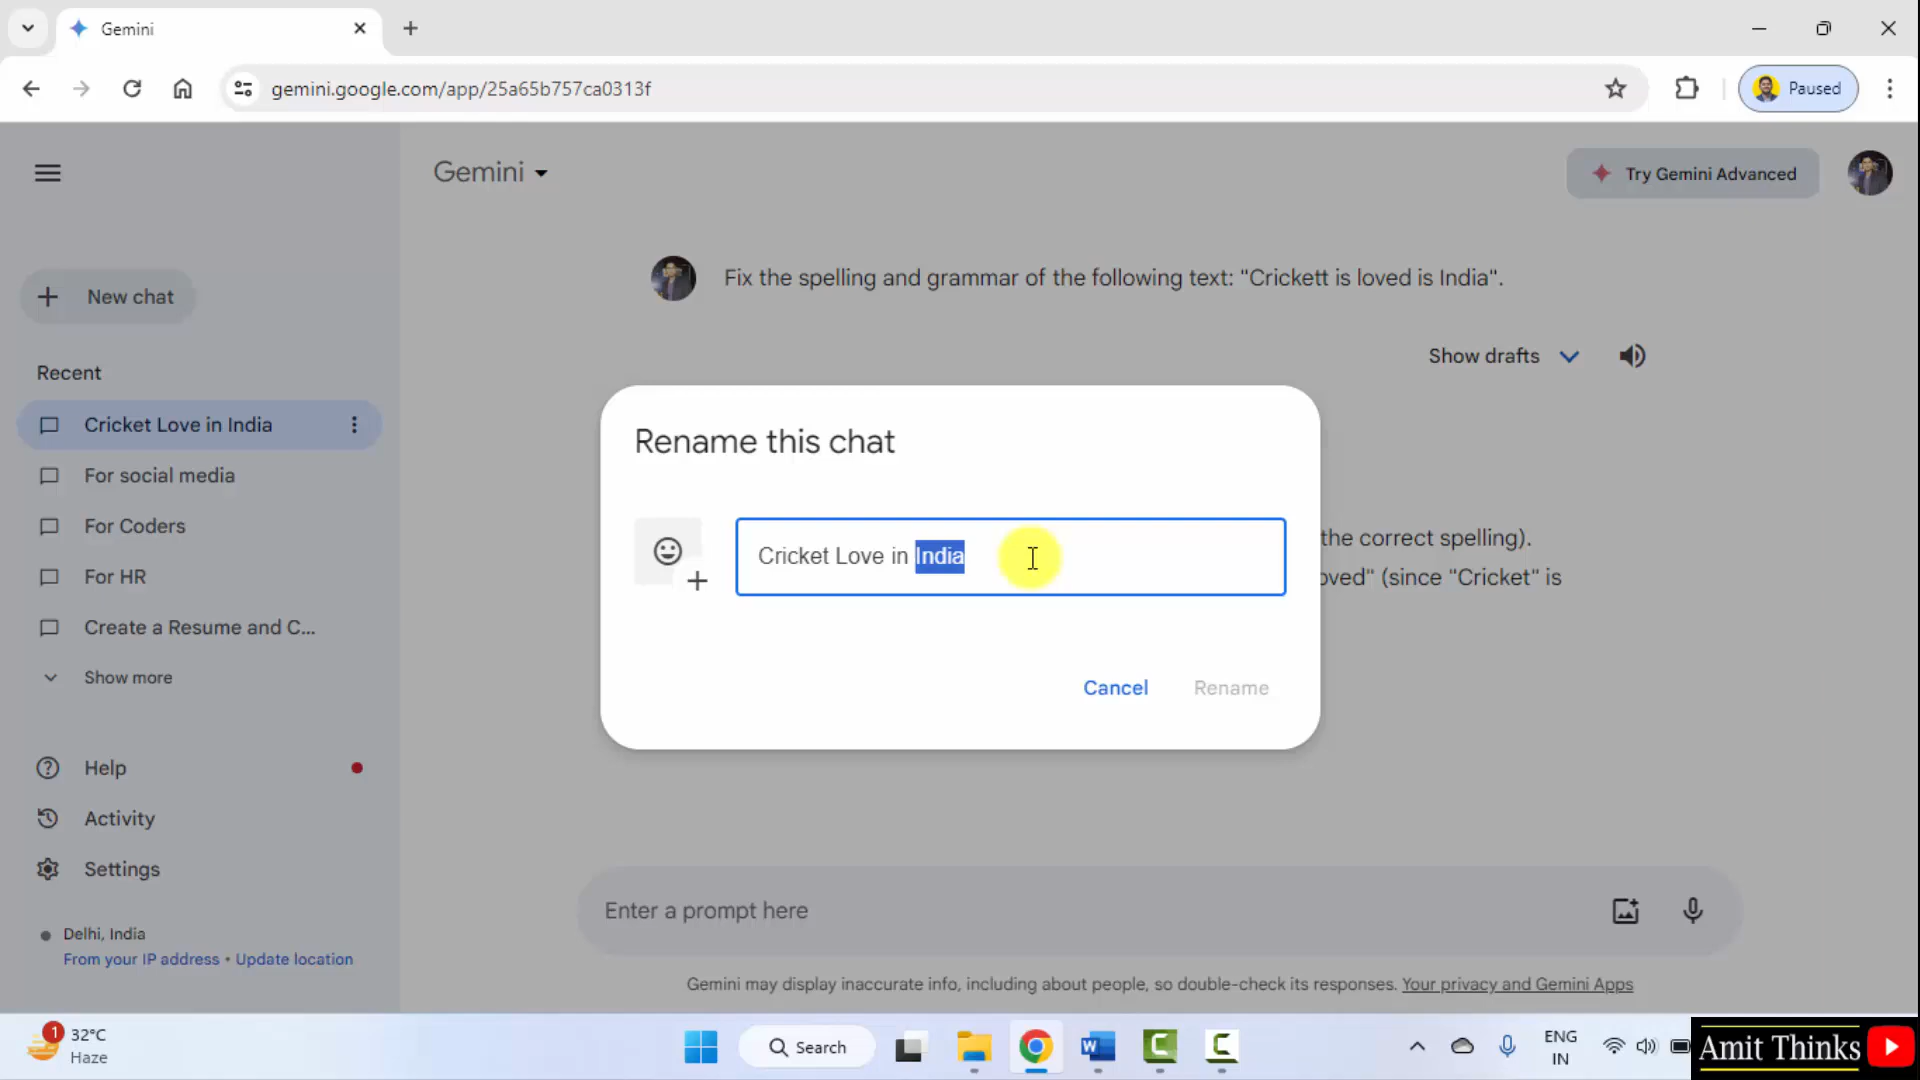 Gemini
gemini.google.com/app/25a65b757ca0313f
Paused
Gemini
Try Gemini Advanced
New chat
Recent
Cricket Love in India
For social media
For Coders
For HR
Create a Resume and C...
Show more
Help
Activity
Settings
Delhi, India
From your IP address • Update location
Fix the spelling and grammar of the following text: "Crickett is loved is India".
Show drafts
Rename this chat
Cricket Love in India
Cancel
Rename
the correct spelling).
oved" (since "Cricket" is
Enter a prompt here
Gemini may display inaccurate info, including about people, so double-check its responses. Your privacy and Gemini Apps
1
32°C
Haze
Search
ENG
IN
Amit Thinks